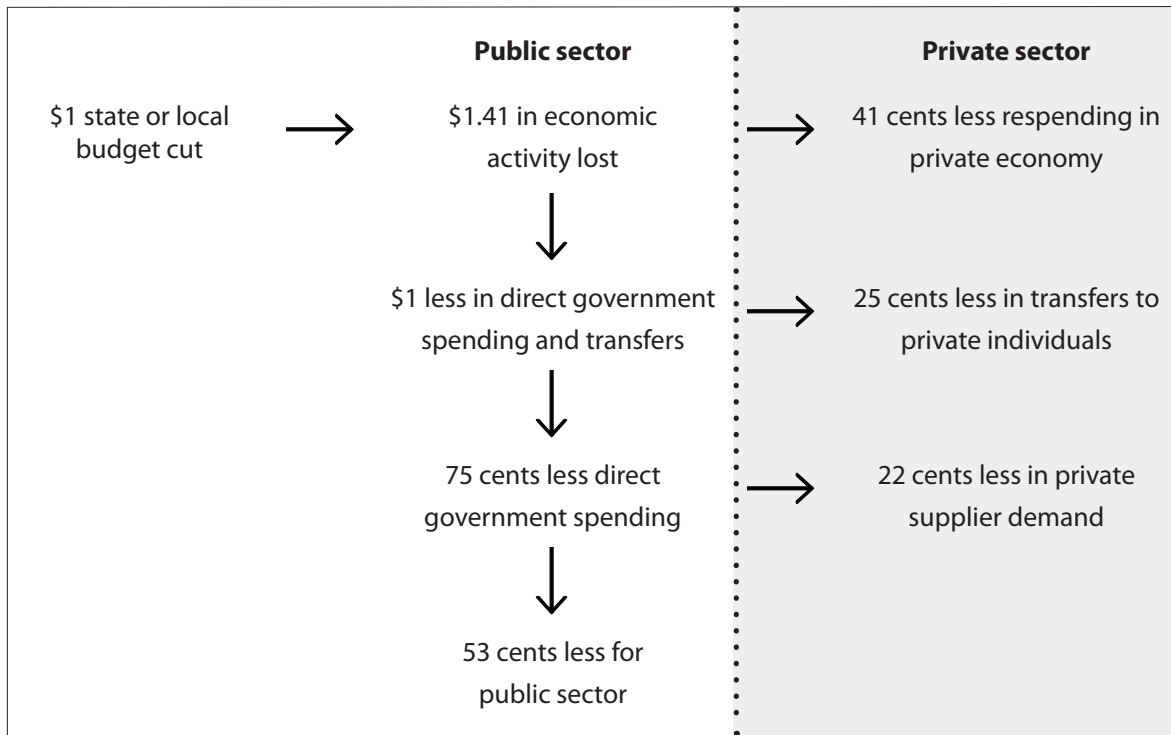 Public sector
Private sector
$1 state or local
budget cut
$1.41 in economic
activity lost
41 cents less respending in
private economy
$1 less in direct government
spending and transfers
25 cents less in transfers to
private individuals
75 cents less direct
government spending
22 cents less in private
supplier demand
53 cents less for
public sector